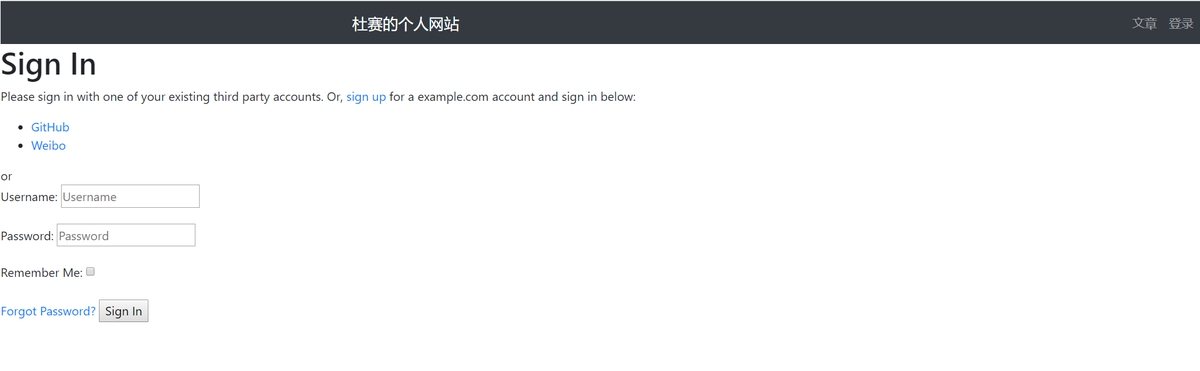 杜赛的个人网站
文章 登录
Sign In
Please sign in with one of your existing third party accounts. Or, sign up for a example.com account and sign in below:
GitHub
Weibo
or
Username: Username
Password: Password
Remember Me:
Forgot Password? Sign In